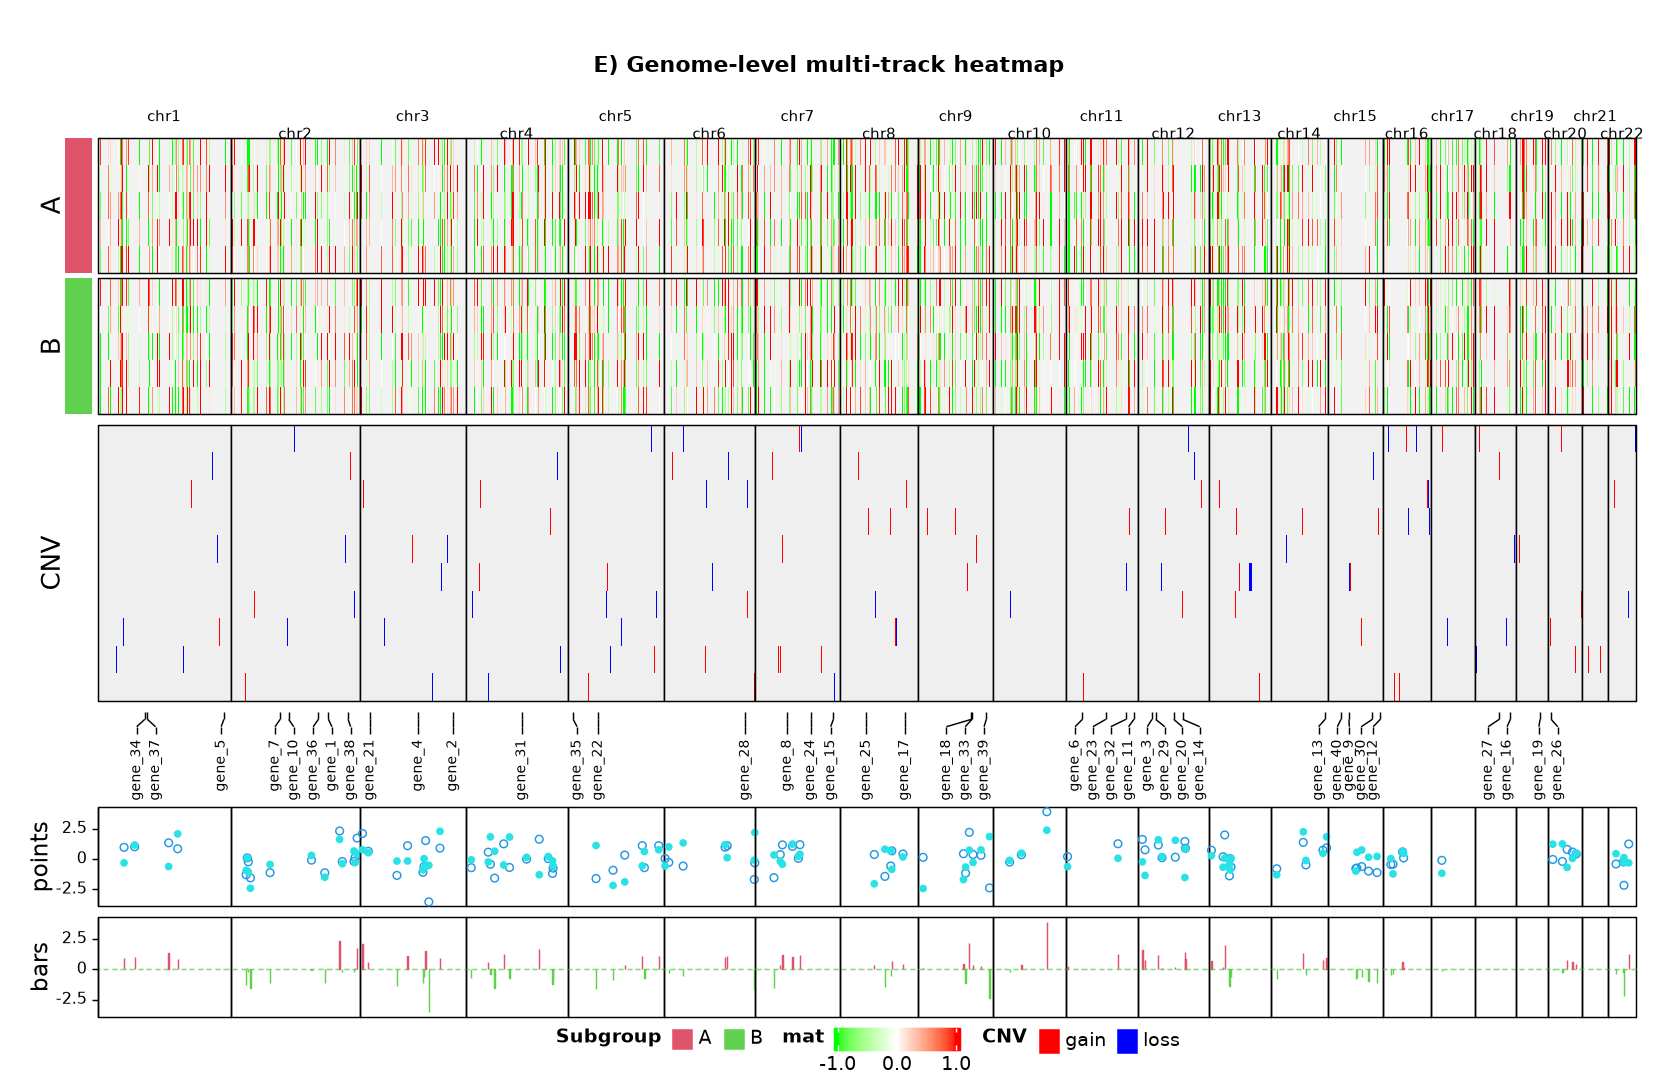 E) Genome-level multi-track heatmap
chr1 chr3 chr5 chr7 chr9 chr11 chr13 chr15 chr17 chr19 chr21
chr2 chr4 chr6 chr8 chr10 chr12 chr14 chr16 chr18 chr20 chr22
A
B
CNV
gene_34 gene_37 gene_5 gene_7 gene_10 gene_36 gene_1 gene_38 gene_21 gene_4 gene_2 gene_31 gene_35 gene_22 gene_28 gene_8 gene_24 gene_15 gene_25 gene_17 gene_18 gene_33 gene_39 gene_6 gene_23 gene_32 gene_11 gene_3 gene_29 gene_20 gene_14 gene_13 gene_40 gene_9 gene_30 gene_12 gene_27 gene_16 gene_19 gene_26
points
2.5
0
-2.5
bars
2.5
0
-2.5
Subgroup A B mat CNV gain loss
-1.0 0.0 1.0